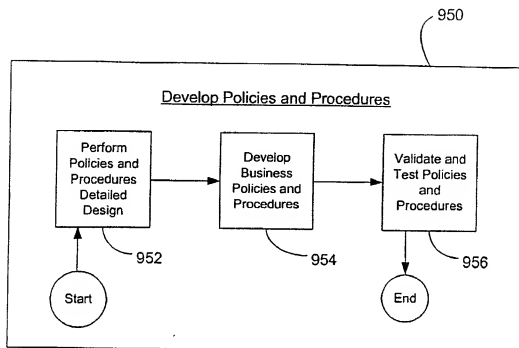 950
Develop Policies and Procedures
Perform
Policies and
Procedures
Detailed
Design
Develop
Business
Policies and
Procedures
Validate and
Test Policies
and
Procedures
952
954
956
Start
End